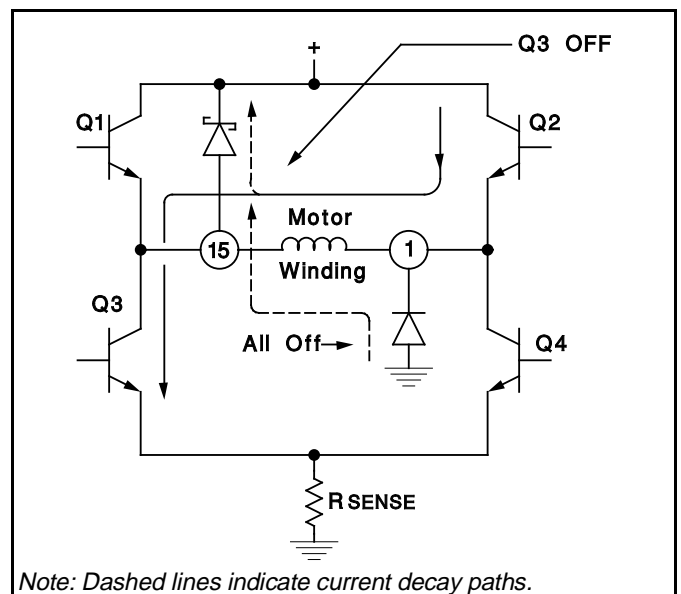 Q3 OFF
+
Q1
Q2
Motor
15
1
Winding
Q3
All Off
Q4
RSENSE
Note: Dashed lines indicate current decay paths.